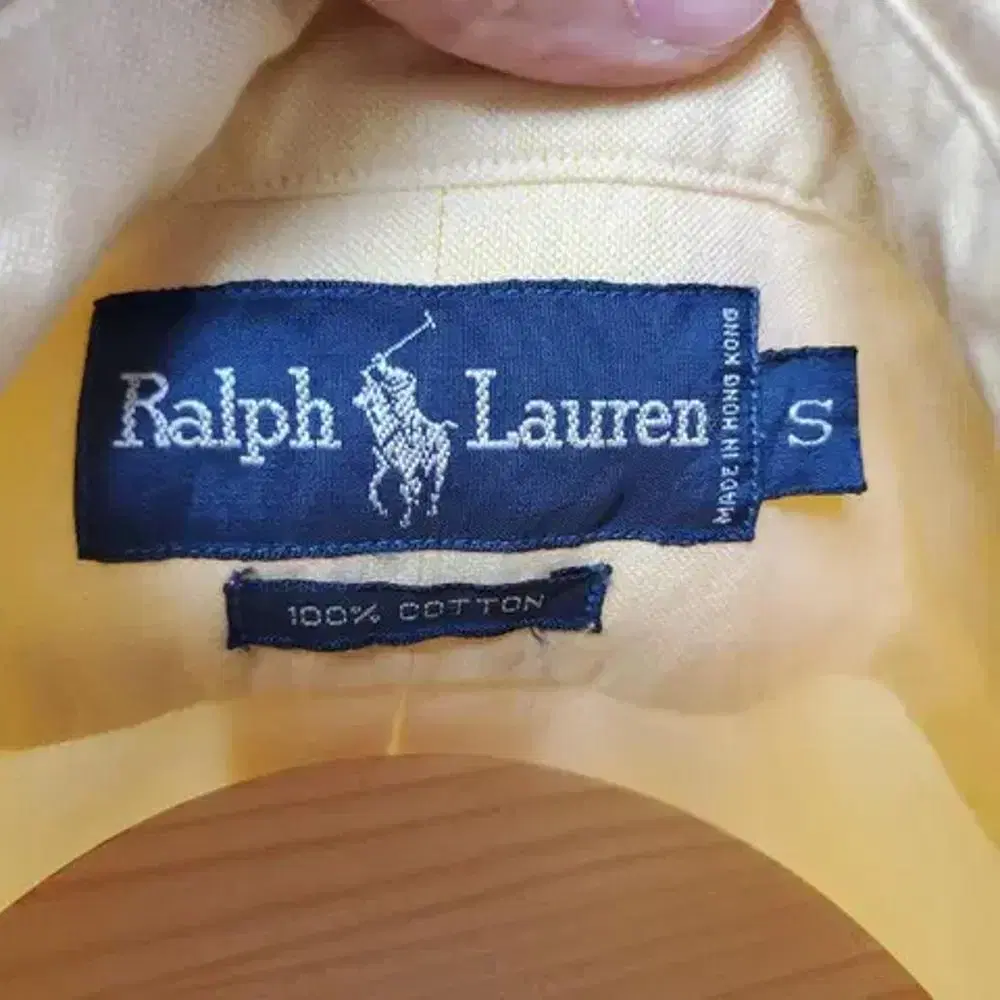 Ralph Lauren
MADE IN HONG KONG
S
100% COTTON